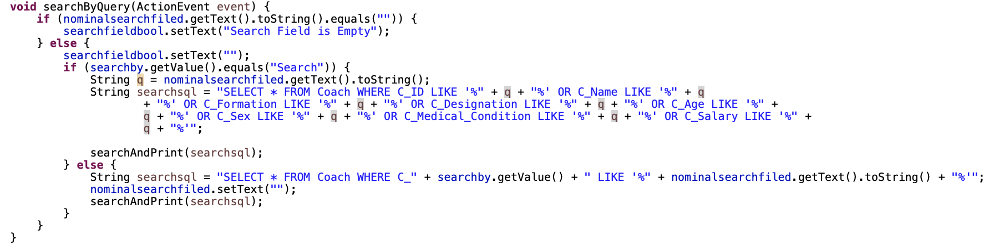 void searchByQuery(ActionEvent event) {
if (nominalsearchfiled.getText().toString().equals("")) {
searchfieldbool.setText("Search Field is Empty");
} else {
searchfieldbool.setText("");
if (searchby.getValue().equals("Search")) {
String q = nominalsearchfiled.getText().toString();
String searchsql = "SELECT * FROM Coach WHERE C_ID LIKE '%" + q + "%' OR C_Name LIKE '%" + q
+ "%' OR C_Formation LIKE '%" + q + "%' OR C_Designation LIKE '%" + q + "%' OR C_Age LIKE '%" +
q + "%' OR C_Sex LIKE '%" + q + "%' OR C_Medical_Condition LIKE '%" + q + "%' OR C_Salary LIKE '%" +
q + "%'";
searchAndPrint(searchsql);
} else {
String searchsql = "SELECT * FROM Coach WHERE C_" + searchby.getValue() + " LIKE '%" + nominalsearchfiled.getText().toString() + "%'";
nominalsearchfiled.setText("");
searchAndPrint(searchsql);
}
}
}